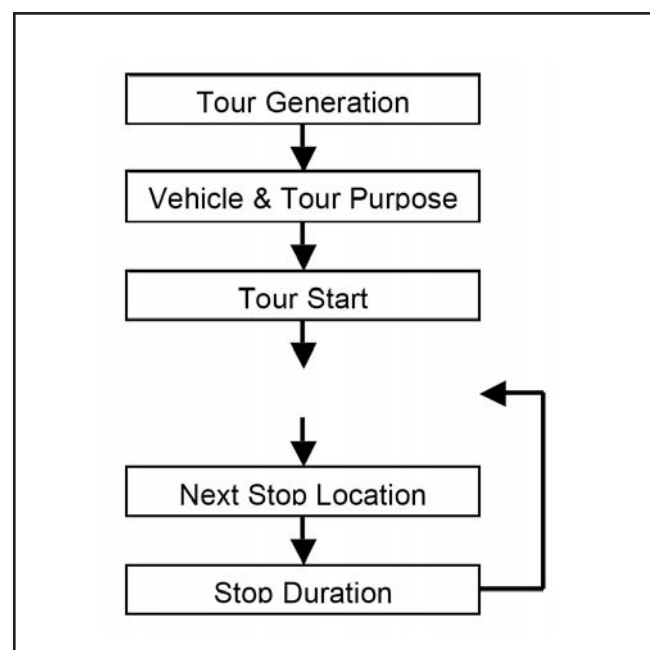 Tour Generation
Vehicle & Tour Purpose
Tour Start
Next Stop Location
Stop Duration